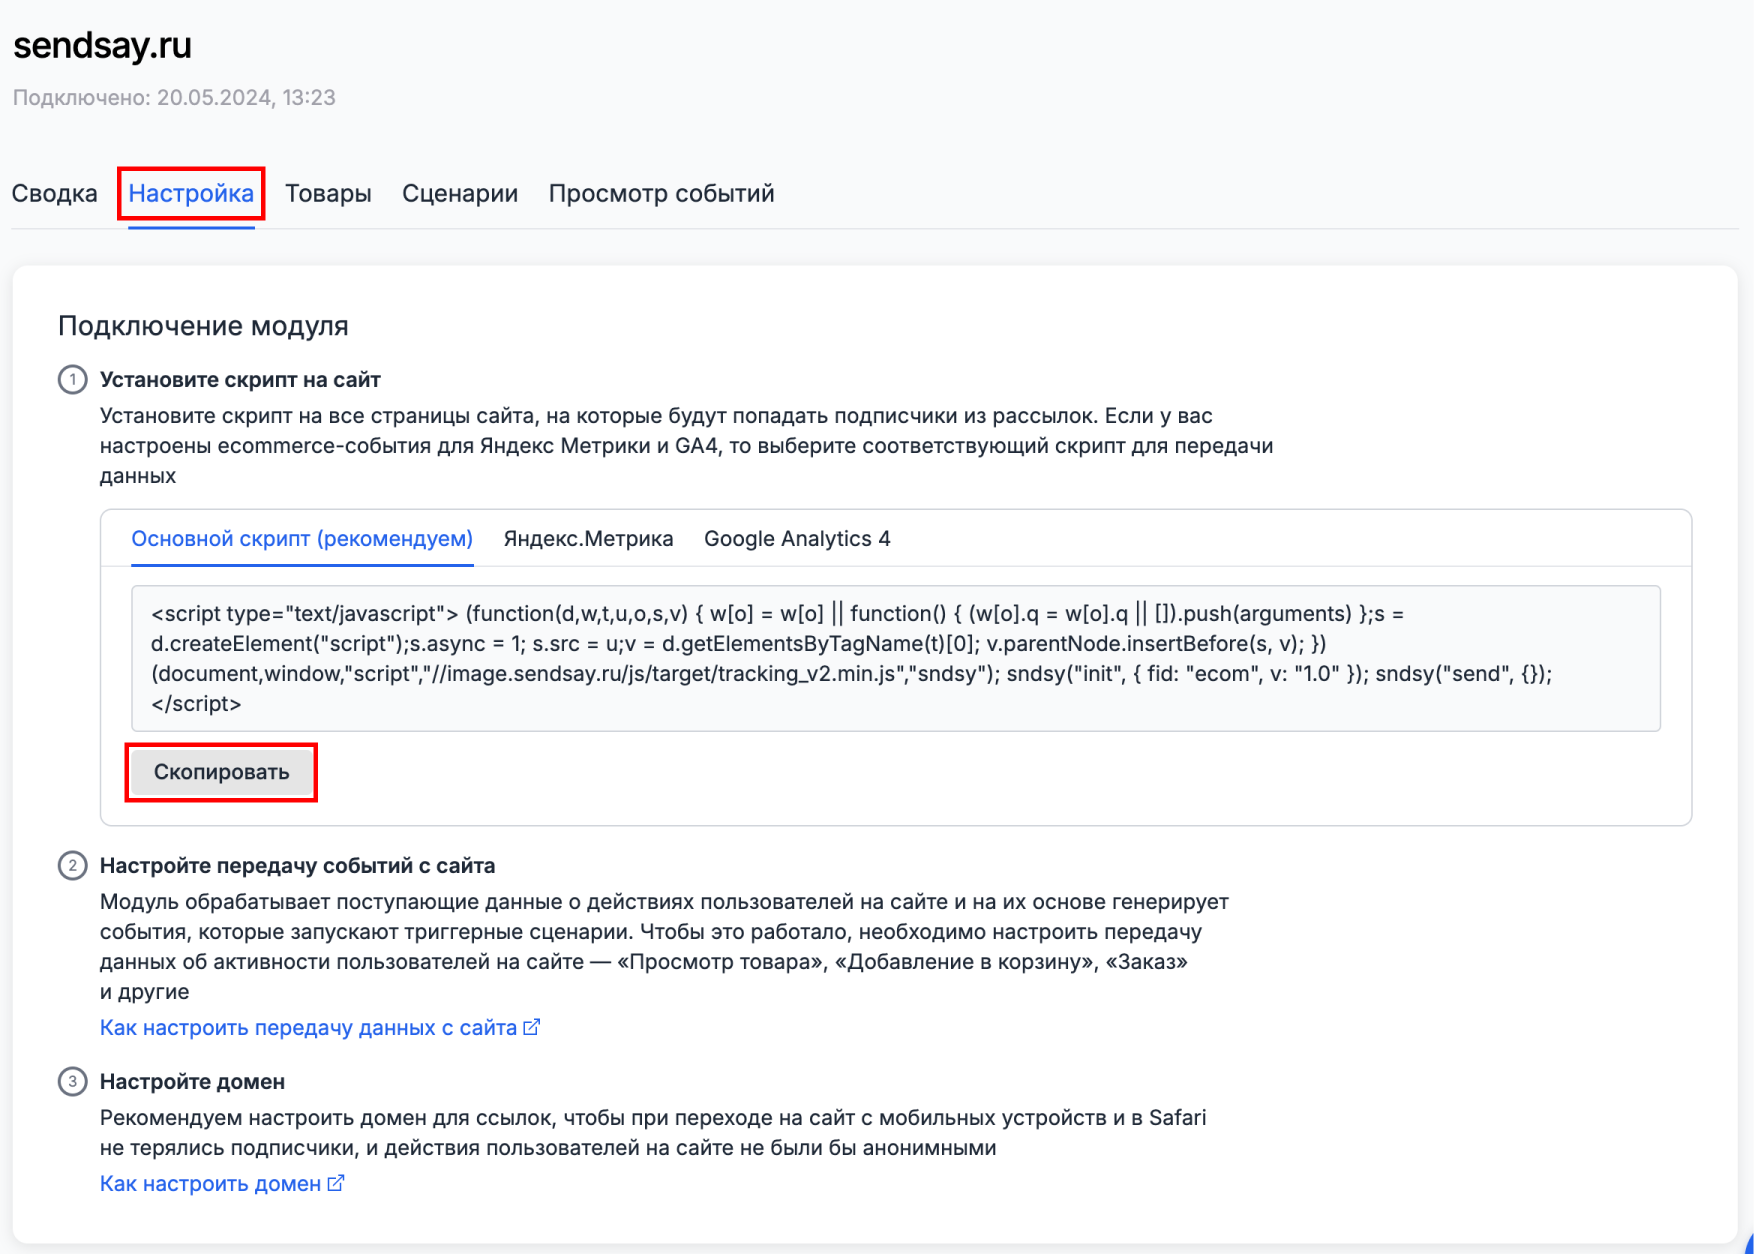 sendsay.ru
Подключено: 20.05.2024, 13:23
Сводка Настройка Товары Сценарии Просмотр событий
Подключение модуля
1 Установите скрипт на сайт
Установите скрипт на все страницы сайта, на которые будут попадать подписчики из рассылок. Если у вас
настроены ecommerce-события для Яндекс Метрики и GA4, то выберите соответствующий скрипт для передачи
данных
Основной скрипт (рекомендуем) Яндекс.Метрика Google Analytics 4
<script type="text/javascript"> (function(d,w,t,u,o,s,v) { w[o] = w[o] || function() { (w[o].q = w[o].q || []).push(arguments) };s =
d.createElement("script");s.async = 1; s.src = u;v = d.getElementsByTagName(t)[0]; v.parentNode.insertBefore(s, v); })
(document,window,"script","//image.sendsay.ru/js/target/tracking_v2.min.js","sndsy"); sndsy("init", { fid: "ecom", v: "1.0" }); sndsy("send", {});
</script>
Скопировать
2 Настройте передачу событий с сайта
Модуль обрабатывает поступающие данные о действиях пользователей на сайте и на их основе генерирует
события, которые запускают триггерные сценарии. Чтобы это работало, необходимо настроить передачу
данных об активности пользователей на сайте — «Просмотр товара», «Добавление в корзину», «Заказ»
и другие
Как настроить передачу данных с сайта
3 Настройте домен
Рекомендуем настроить домен для ссылок, чтобы при переходе на сайт с мобильных устройств и в Safari
не терялись подписчики, и действия пользователей на сайте не были бы анонимными
Как настроить домен